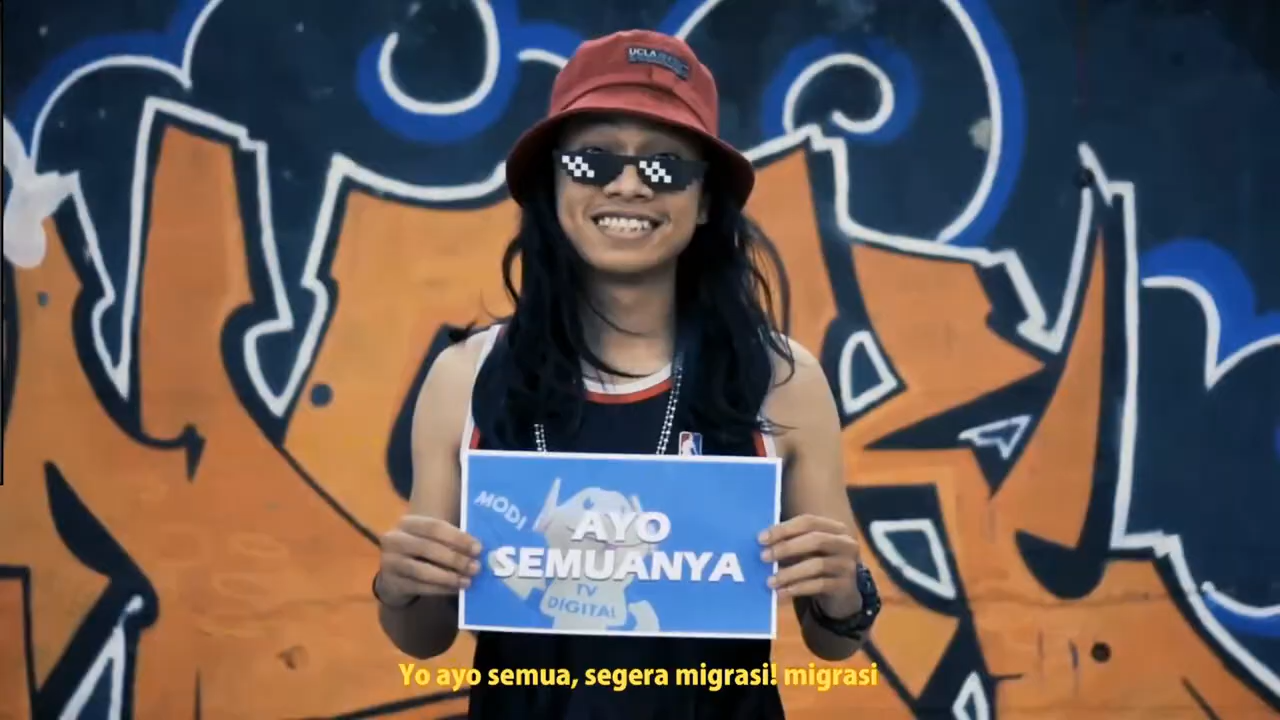 UCLA
MODI
AYO
SEMUANYA
TV
DIGITAL
Yo ayo semua, segera migrasi! migrasi